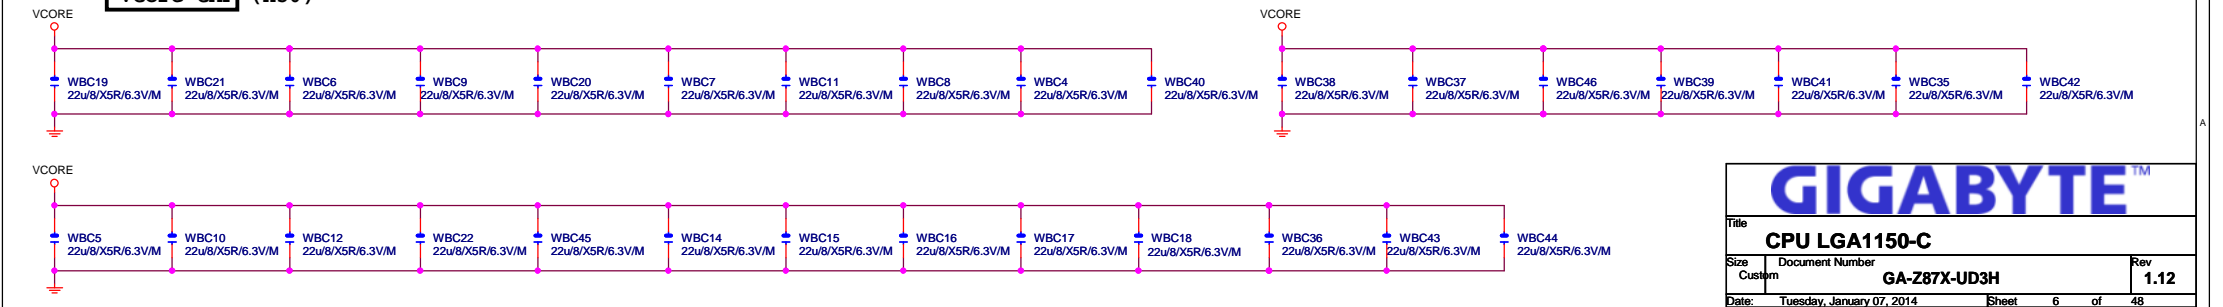 VCORE
WBC19 WBC21 WBC6 WBC9 WBC20 WBC7 WBC11 WBC8 WBC4 WBC40
22u/8/X5R/6.3V/M 22u/8/X5R/6.3V/M 22u/8/X5R/6.3V/M 22u/8/X5R/6.3V/M 22u/8/X5R/6.3V/M 22u/8/X5R/6.3V/M 22u/8/X5R/6.3V/M 22u/8/X5R/6.3V/M 22u/8/X5R/6.3V/M 22u/8/X5R/6.3V/M
VCORE
WBC38 WBC37 WBC46 WBC39 WBC41 WBC35 WBC42
22u/8/X5R/6.3V/M 22u/8/X5R/6.3V/M 22u/8/X5R/6.3V/M 22u/8/X5R/6.3V/M 22u/8/X5R/6.3V/M 22u/8/X5R/6.3V/M 22u/8/X5R/6.3V/M
A
VCORE
WBC5 WBC10 WBC12 WBC22 WBC45 WBC14 WBC15 WBC16 WBC17 WBC18 WBC36 WBC43 WBC44
22u/8/X5R/6.3V/M 22u/8/X5R/6.3V/M 22u/8/X5R/6.3V/M 22u/8/X5R/6.3V/M 22u/8/X5R/6.3V/M 22u/8/X5R/6.3V/M 22u/8/X5R/6.3V/M 22u/8/X5R/6.3V/M 22u/8/X5R/6.3V/M 22u/8/X5R/6.3V/M 22u/8/X5R/6.3V/M 22u/8/X5R/6.3V/M 22u/8/X5R/6.3V/M
GIGABYTE™
Title
CPU LGA1150-C
Size Document Number Rev
Custom GA-Z87X-UD3H 1.12
Date: Tuesday, January 07, 2014 Sheet 6 of 48